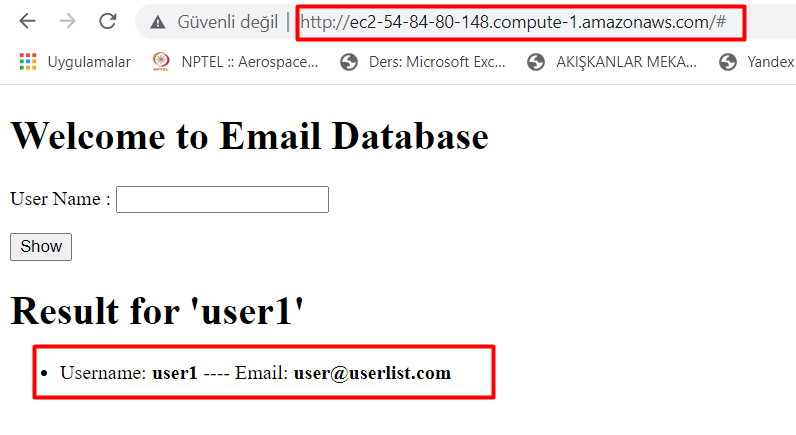 Güvenli değil | http://ec2-54-84-80-148.compute-1.amazonaws.com/#
Uygulamalar NPTEL :: Aerospace... Ders: Microsoft Exc... AKIŞKANLAR MEKA... Yandex
Welcome to Email Database
User Name :
Show
Result for 'user1'
• Username: user1 ---- Email: user@userlist.com